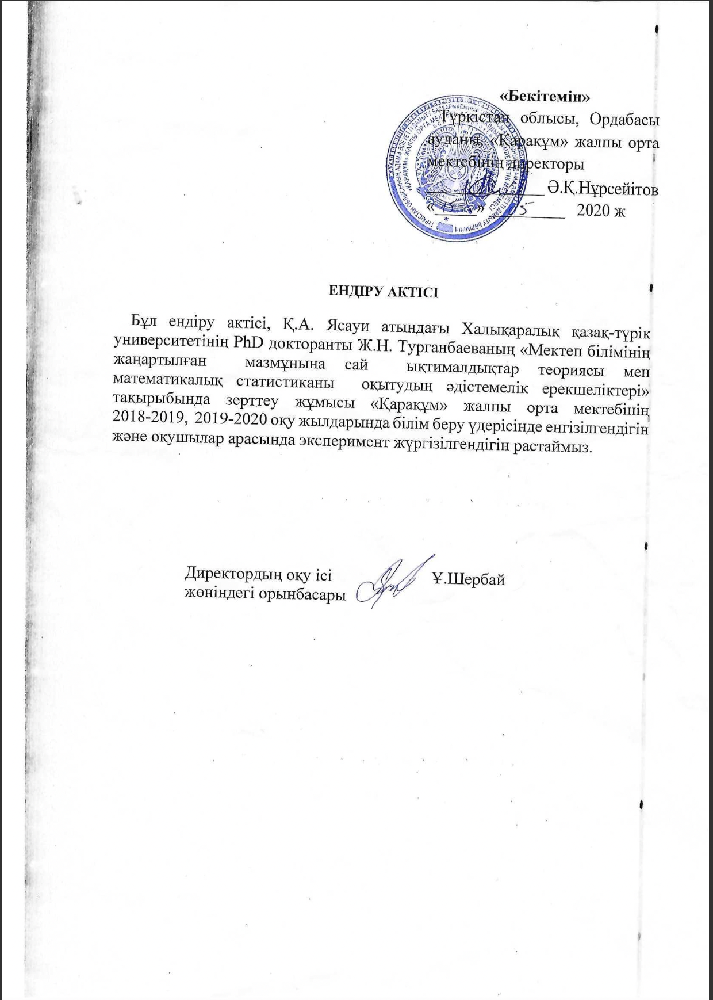 «Бекітемін»
Түркістан облысы, Ордабасы
ауданы, «Қарақұм» жалпы орта
мектебінің директоры
Ә.Қ.Нұрсейітов
«15» 05 2020 ж
ЕНДІРУ АКТІСІ
Бұл ендіру актісі, Қ.А. Ясауи атындағы Халықаралық қазақ-түрік
университетінің PhD докторанты Ж.Н. Турганбаеваның «Мектеп білімінің
жаңартылған мазмұнына сай ықтималдықтар теориясы мен
математикалық статистиканы оқытудың әдістемелік ерекшеліктері»
тақырыбында зерттеу жұмысы «Қарақұм» жалпы орта мектебінің
2018-2019, 2019-2020 оқу жылдарында білім беру үдерісінде енгізілгендігін
және оқушылар арасында эксперимент жүргізілгендігін растаймыз.
Директордың оқу ісі
жөніндегі орынбасары Ұ.Шербай